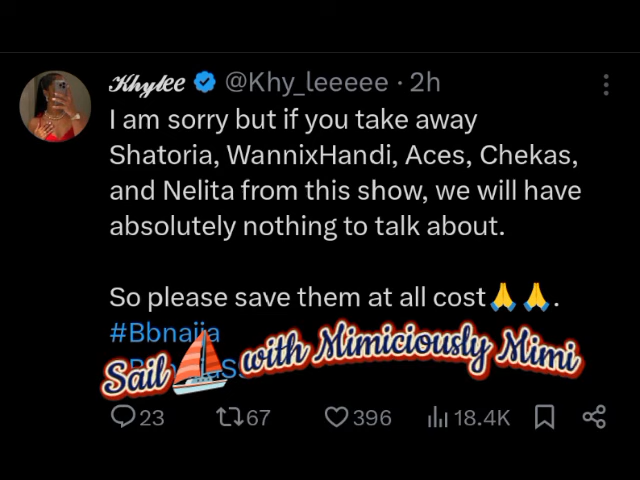 Khylee @Khy_leeeee · 2h
I am sorry but if you take away
Shatoria, WannixHandi, Aces, Chekas,
and Nelita from this show, we will have
absolutely nothing to talk about.
So please save them at all cost🙏🙏.
#Bbnaija
Sail with Mimiciously Mimi
23 67 396 18.4K